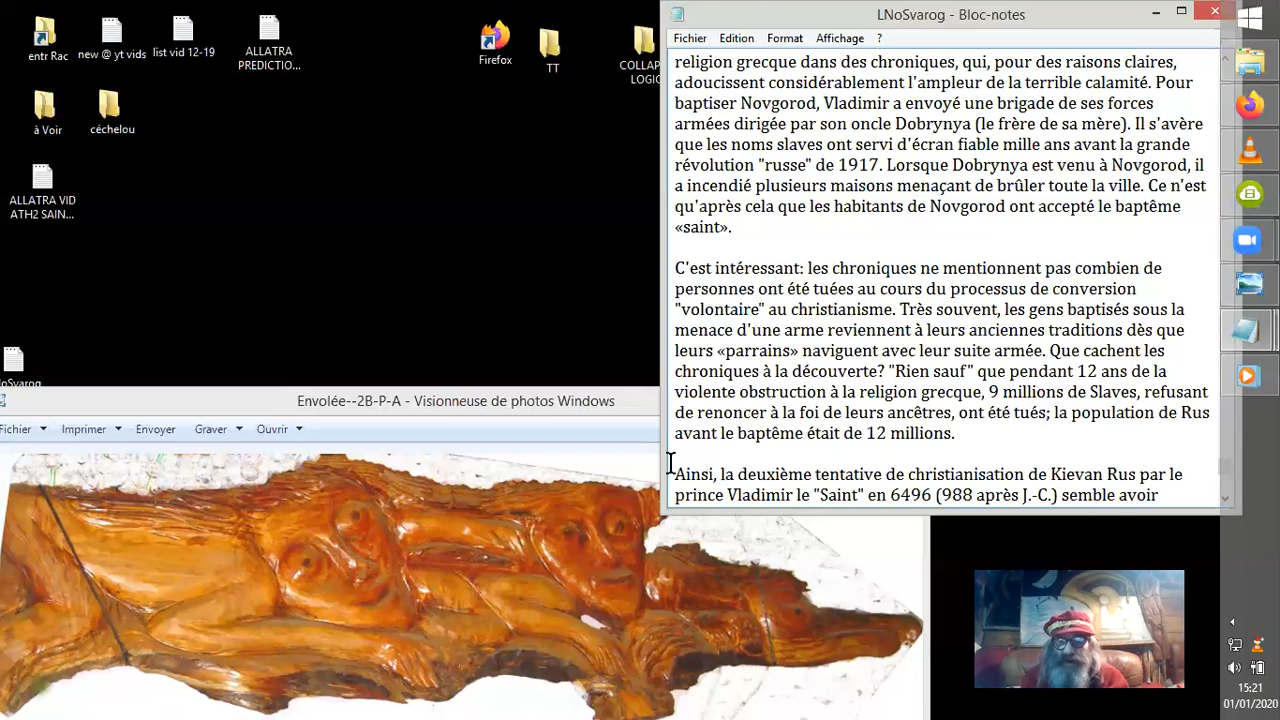 entr Rac
new @ yt vids
list vid 12-19
ALLATRA
PREDICTIO...
Firefox
TT
COLLAP
LOGIC
à Voir
céchelou
ALLATRA VID
ATH2 SAIN...
LNoSvarog - Bloc-notes
Fichier Edition Format Affichage ?
religion grecque dans des chroniques, qui, pour des raisons claires,
adoucissent considérablement l'ampleur de la terrible calamité. Pour
baptiser Novgorod, Vladimir a envoyé une brigade de ses forces
armées dirigée par son oncle Dobrynya (le frère de sa mère). Il s'avère
que les noms slaves ont servi d'écran fiable mille ans avant la grande
révolution "russe" de 1917. Lorsque Dobrynya est venu à Novgorod, il
a incendié plusieurs maisons menaçant de brûler toute la ville. Ce n'est
qu'après cela que les habitants de Novgorod ont accepté le baptême
«saint».
C'est intéressant: les chroniques ne mentionnent pas combien de
personnes ont été tuées au cours du processus de conversion
"volontaire" au christianisme. Très souvent, les gens baptisés sous la
menace d'une arme reviennent à leurs anciennes traditions dès que
leurs «parrains» naviguent avec leur suite armée. Que cachent les
chroniques à la découverte? "Rien sauf" que pendant 12 ans de la
violente obstruction à la religion grecque, 9 millions de Slaves, refusant
de renoncer à la foi de leurs ancêtres, ont été tués; la population de Rus
avant le baptême était de 12 millions.
Ainsi, la deuxième tentative de christianisation de Kievan Rus par le
prince Vladimir le "Saint" en 6496 (988 après J.-C.) semble avoir
NoSvarog
Envolée--2B-P-A - Visionneuse de photos Windows
Fichier Imprimer Envoyer Graver Ouvrir
15:21
01/01/2020